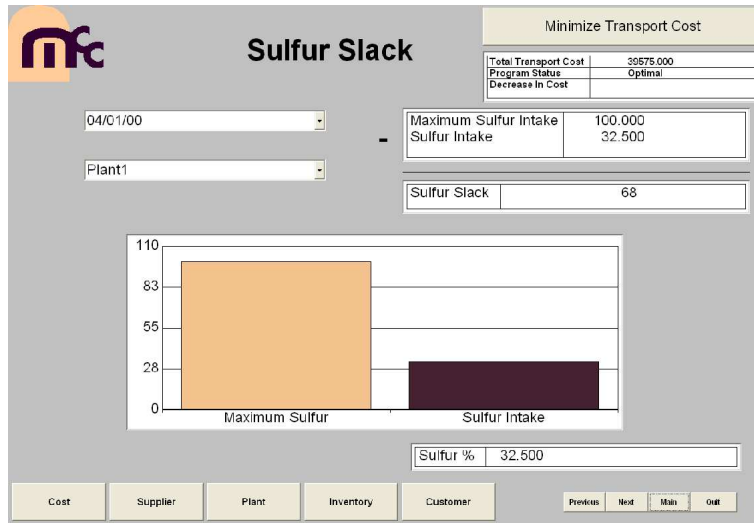 mcc
Sulfur Slack
Minimize Transport Cost
Total Transport Cost 39575.000
Program Status Optimal
Decrease In Cost
04/01/00
Plant1
-
Maximum Sulfur Intake 100.000
Sulfur Intake 32.500
Sulfur Slack 68
110
83
55
28
0
Maximum Sulfur Sulfur Intake
Sulfur % 32.500
Cost Supplier Plant Inventory Customer Previous Next Main Quit